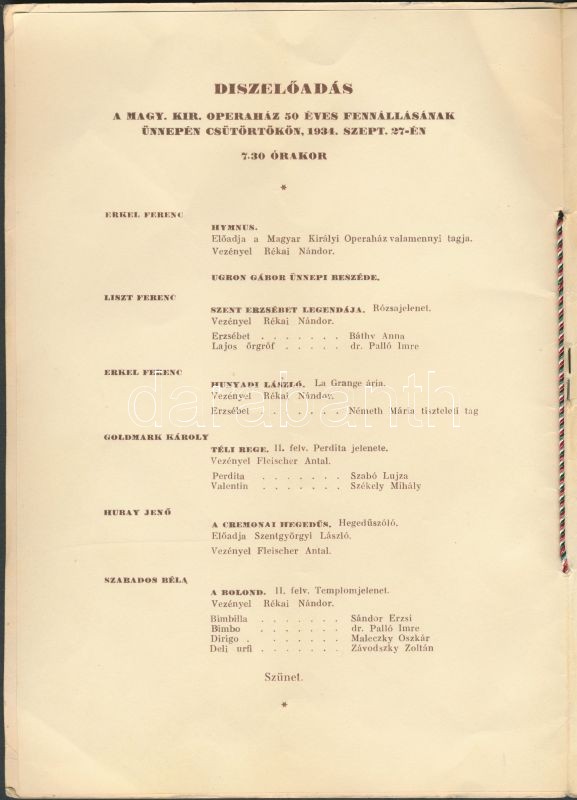 DISZELŐADÁS
A MAGY. KIR. OPERAHÁZ 50 ÉVES FENNÁLLÁSÁNAK
ÜNNEPÉN CSÜTÖRTÖKÖN, 1934. SZEPT. 27-ÉN
7.30 ÓRAKOR
*
ERKEL FERENC
HYMNUS.
Előadja a Magyar Királyi Operaház valamennyi tagja.
Vezényel Rékai Nándor.
UGRON GÁBOR ÜNNEPI BESZÉDE.
LISZT FERENC
SZENT ERZSÉBET LEGENDÁJA. Rózsajelenet.
Vezényel Rékai Nándor.
Erzsébet . . . . . . . Báthy Anna
Lajos őrgróf . . . . . dr. Palló Imre
ERKEL FERENC
HUNYADI LÁSZLÓ. La Grange árja.
Vezényel Rékai Nándor.
Erzsébet . . . . . . Németh Mária tiszteleti tag
darabanth
GOLDMARK KÁROLY
TÉLI REGE. II. felv. Perdita jelenete.
Vezényel Fleischer Antal.
Perdita . . . . . . . Szabó Lujza
Valentin . . . . . . . Székely Mihály
HUBAY JENŐ
A CREMONAI HEGEDŰS. Hegedűszóló.
Előadja Szentgyörgyi László.
Vezényel Fleischer Antal.
SZABADOS BÉLA
A BOLOND. II. felv. Templomjelenet.
Vezényel Rékai Nándor.
Bimbilla . . . . . . . Sándor Erzsi
Bimbo . . . . . . . dr. Palló Imre
Dirigo . . . . . . . . Maleczky Oszkár
Deli urfi . . . . . . . Závodszky Zoltán
Szünet.
*